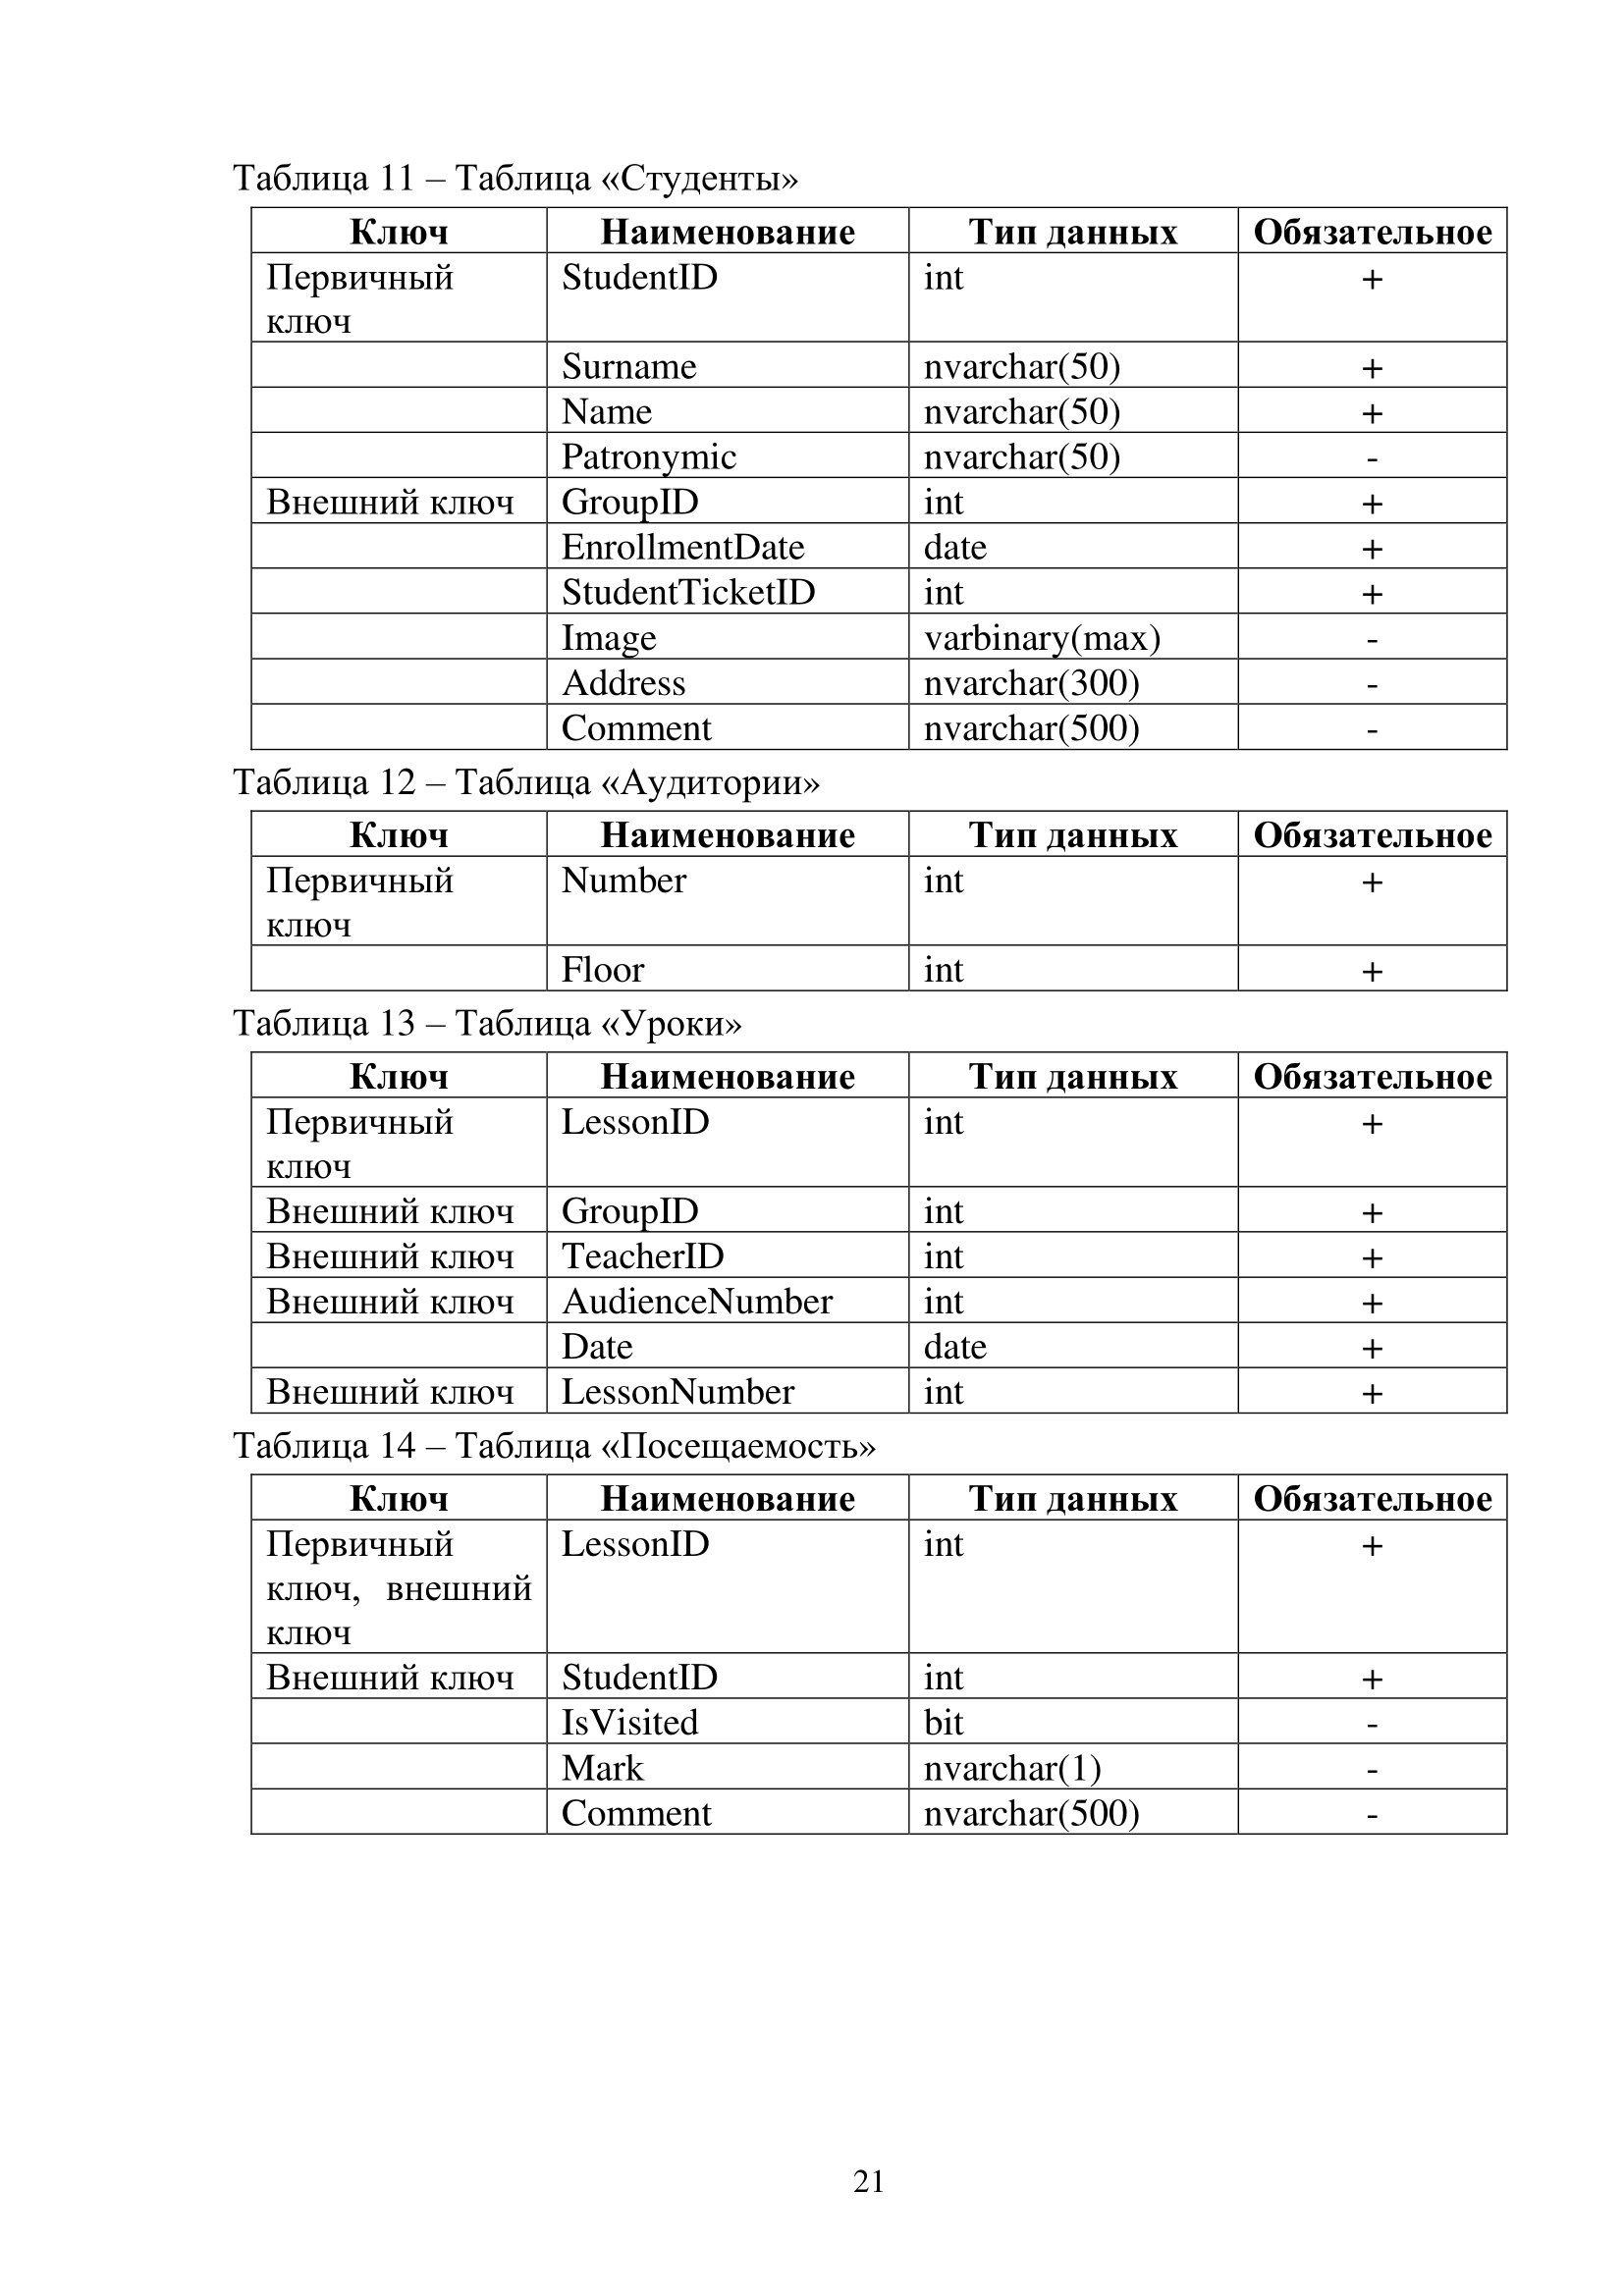 Таблица 11 – Таблица «Студенты»
Ключ Наименование Тип данных Обязательное
Первичный StudentID int +
ключ
Surname nvarchar(50) +
Name nvarchar(50) +
Patronymic nvarchar(50) -
Внешний ключ GroupID int +
EnrollmentDate date +
StudentTicketID int +
Image varbinary(max) -
Address nvarchar(300) -
Comment nvarchar(500) -
Таблица 12 – Таблица «Аудитории»
Ключ Наименование Тип данных Обязательное
Первичный Number int +
ключ
Floor int +
Таблица 13 – Таблица «Уроки»
Ключ Наименование Тип данных Обязательное
Первичный LessonID int +
ключ
Внешний ключ GroupID int +
Внешний ключ TeacherID int +
Внешний ключ AudienceNumber int +
Date date +
Внешний ключ LessonNumber int +
Таблица 14 – Таблица «Посещаемость»
Ключ Наименование Тип данных Обязательное
Первичный LessonID int +
ключ, внешний
ключ
Внешний ключ StudentID int +
IsVisited bit -
Mark nvarchar(1) -
Comment nvarchar(500) -
21